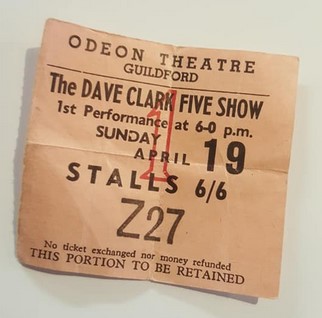 ODEON THEATRE
GUILDFORD
The DAVE CLARK FIVE SHOW
1st Performance at 6-0 p.m.
SUNDAY 1
APRIL 19
STALLS 6/6
Z27
No ticket exchanged nor money refunded
THIS PORTION TO BE RETAINED